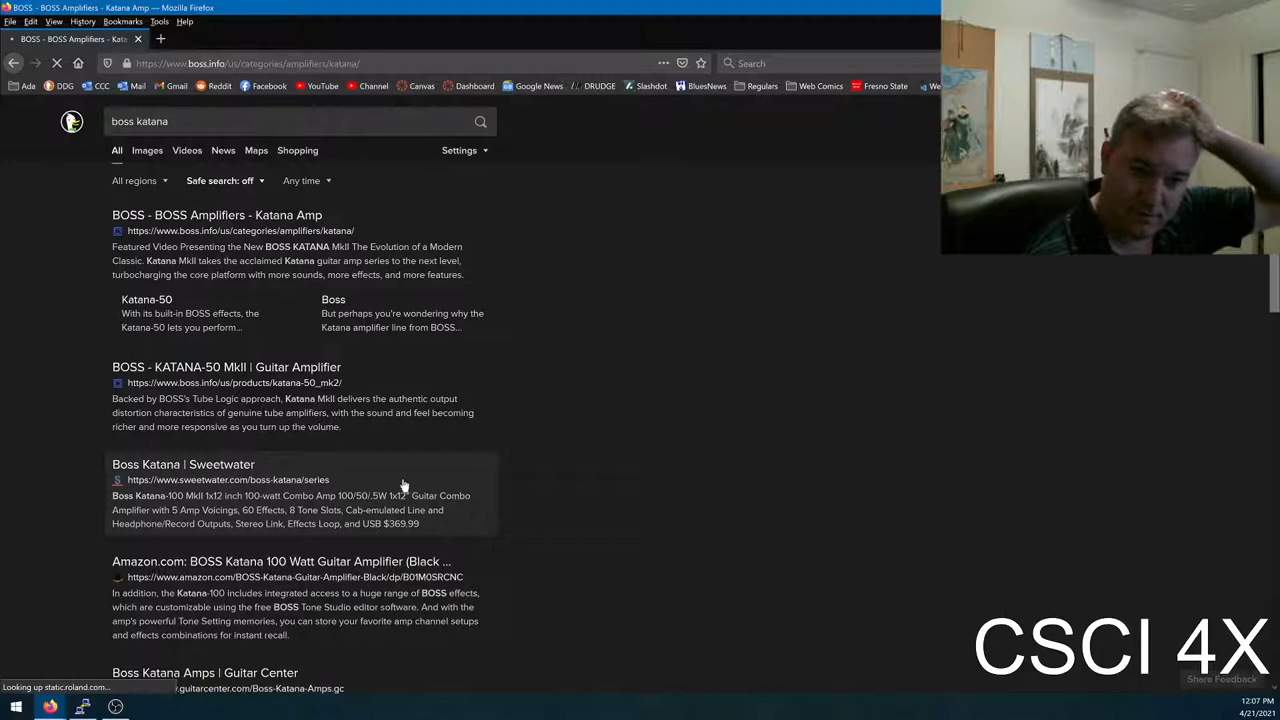 BOSS - BOSS Amplifiers - Katana Amp — Mozilla Firefox
File Edit View History Bookmarks Tools Help
BOSS - BOSS Amplifiers - Kata
https://www.boss.info/us/categories/amplifiers/katana/
Search
Ada DDG CCC Mail Gmail Reddit Facebook YouTube Channel Canvas Dashboard Google News DRUDGE Slashdot BluesNews Regulars Web Comics Fresno State We
boss katana
All Images Videos News Maps Shopping Settings
All regions Safe search: off Any time
BOSS - BOSS Amplifiers - Katana Amp
https://www.boss.info/us/categories/amplifiers/katana/
Featured Video Presenting the New BOSS KATANA MkII The Evolution of a Modern
Classic. Katana MkII takes the acclaimed Katana guitar amp series to the next level,
turbocharging the core platform with more sounds, more effects, and more features.
Katana-50 Boss
With its built-in BOSS effects, the But perhaps you're wondering why the
Katana-50 lets you perform... Katana amplifier line from BOSS...
BOSS - KATANA-50 MkII | Guitar Amplifier
https://www.boss.info/us/products/katana-50_mk2/
Backed by BOSS's Tube Logic approach, Katana MkII delivers the authentic output
distortion characteristics of genuine tube amplifiers, with the sound and feel becoming
richer and more responsive as you turn up the volume.
Boss Katana | Sweetwater
https://www.sweetwater.com/boss-katana/series
Boss Katana-100 MkII 1x12 inch 100-watt Combo Amp 100/50/.5W 1x12" Guitar Combo
Amplifier with 5 Amp Voicings, 60 Effects, 8 Tone Slots, Cab-emulated Line and
Headphone/Record Outputs, Stereo Link, Effects Loop, and USB $369.99
Amazon.com: BOSS Katana 100 Watt Guitar Amplifier (Black ...
https://www.amazon.com/BOSS-Katana-Guitar-Amplifier-Black/dp/B01M0SRCNC
In addition, the Katana-100 includes integrated access to a huge range of BOSS effects,
which are customizable using the free BOSS Tone Studio editor software. And with the
amp's powerful Tone Setting memories, you can store your favorite amp channel setups
and effects combinations for instant recall.
Boss Katana Amps | Guitar Center
.guitarcenter.com/Boss-Katana-Amps.gc
Looking up static.roland.com...
CSCI 4X
Share Feedback
12:07 PM
4/21/2021